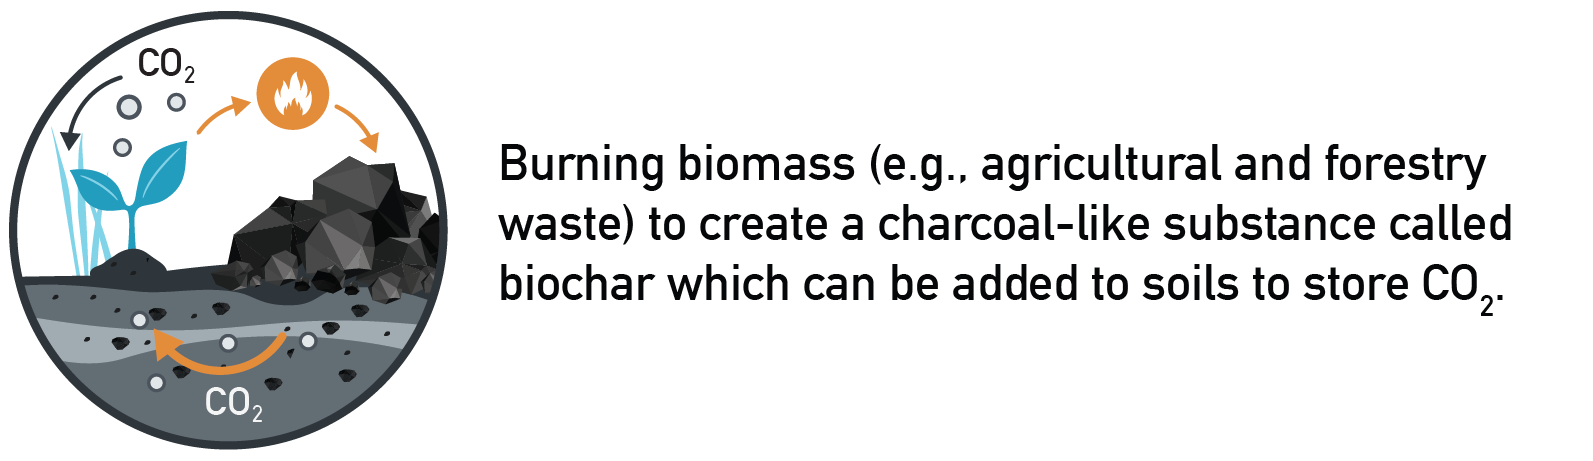 CO₂
Burning biomass (e.g., agricultural and forestry
waste) to create a charcoal-like substance called
biochar which can be added to soils to store CO₂.
CO₂